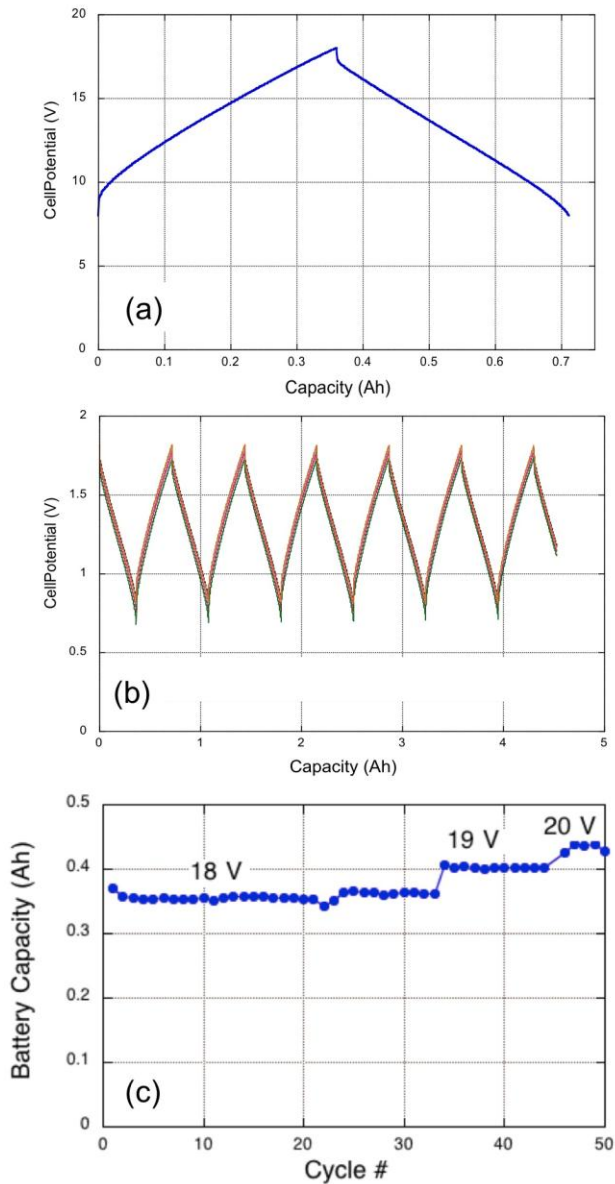 20
15
10
5
0
CellPotential (V)
(a)
0 0.1 0.2 0.3 0.4 0.5 0.6 0.7
Capacity (Ah)
2
1.5
1
0.5
0
CellPotential (V)
(b)
0 1 2 3 4 5
Capacity (Ah)
0.5
0.4
0.3
0.2
0.1
0
Battery Capacity (Ah)
18 V
19 V
20 V
(c)
0 10 20 30 40 50
Cycle #